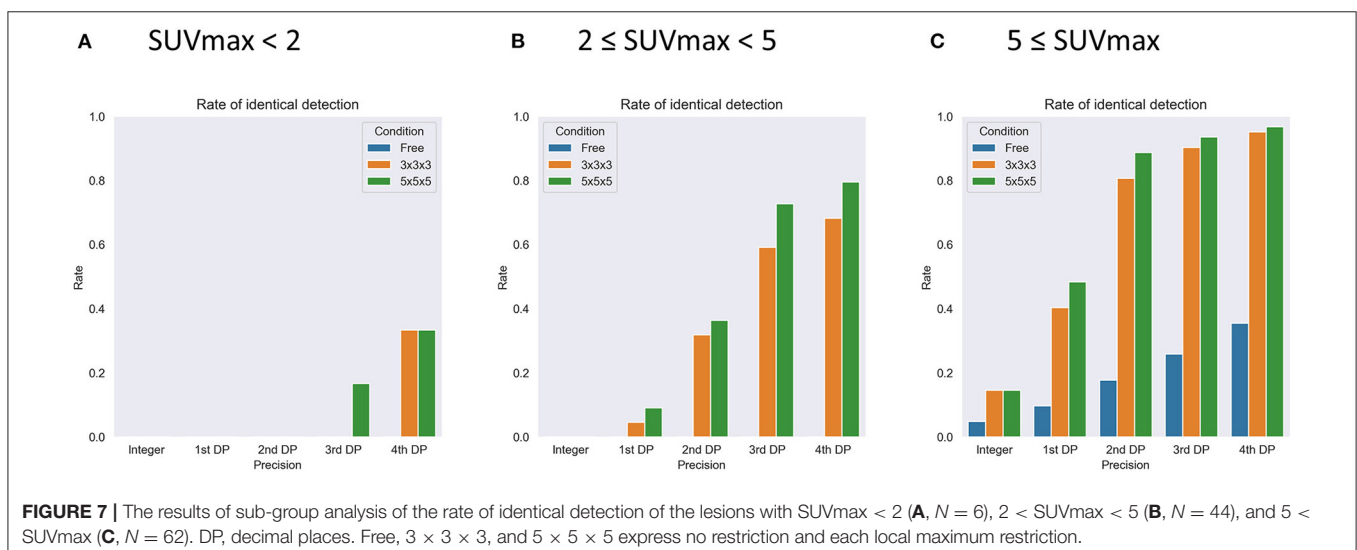 A SUVmax < 2
Rate of identical detection
1.0
0.8
0.6
0.4
0.2
0.0
Rate
Condition
Free
3x3x3
5x5x5
Integer 1st DP 2nd DP 3rd DP 4th DP
Precision
B 2 ≤ SUVmax < 5
Rate of identical detection
1.0
0.8
0.6
0.4
0.2
0.0
Rate
Condition
Free
3x3x3
5x5x5
Integer 1st DP 2nd DP 3rd DP 4th DP
Precision
C 5 ≤ SUVmax
Rate of identical detection
1.0
0.8
0.6
0.4
0.2
0.0
Rate
Condition
Free
3x3x3
5x5x5
Integer 1st DP 2nd DP 3rd DP 4th DP
Precision
FIGURE 7 | The results of sub-group analysis of the rate of identical detection of the lesions with SUVmax < 2 (A, N = 6), 2 < SUVmax < 5 (B, N = 44), and 5 <
SUVmax (C, N = 62). DP, decimal places. Free, 3 × 3 × 3, and 5 × 5 × 5 express no restriction and each local maximum restriction.